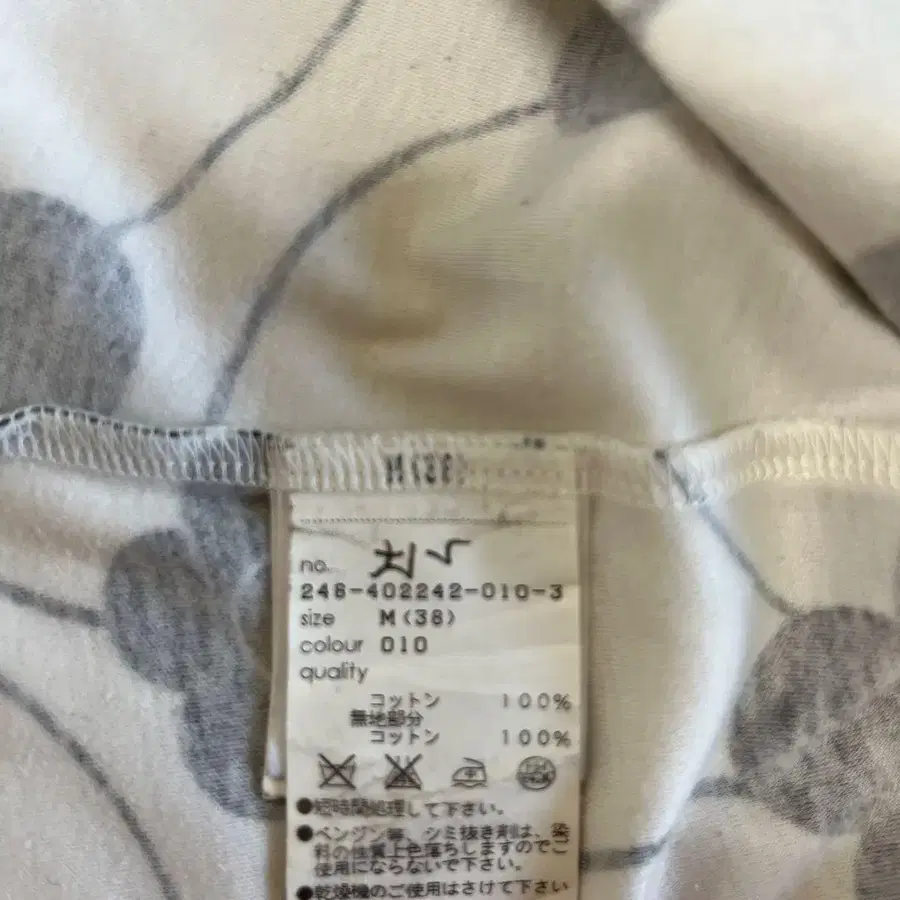 M(38)
no.
248-402242-010-3
size M(38)
colour 010
quality
コットン 100%
無地部分
コットン 100%
●短時間処理して下さい。
●ベンジン等、シミ抜き剤は、染
料の性質上色落ちしますのでご
使用にならないで下さい。
●乾燥機のご使用はさけて下さい